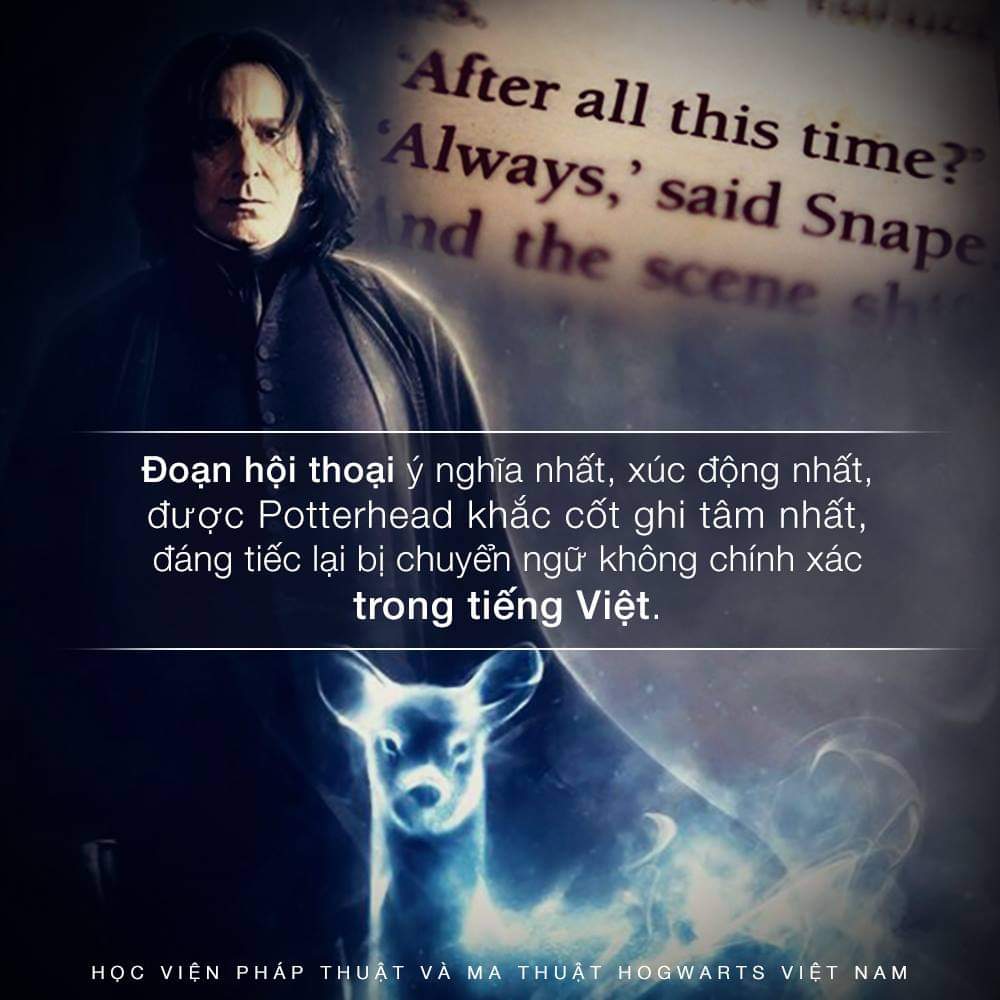 'After all this time?'
'Always,' said Snape
And the scene
Đoạn hội thoại ý nghĩa nhất, xúc động nhất,
được Potterhead khắc cốt ghi tâm nhất,
đáng tiếc lại bị chuyển ngữ không chính xác
trong tiếng Việt.
HỌC VIỆN PHÁP THUẬT VÀ MA THUẬT HOGWARTS VIỆT NAM